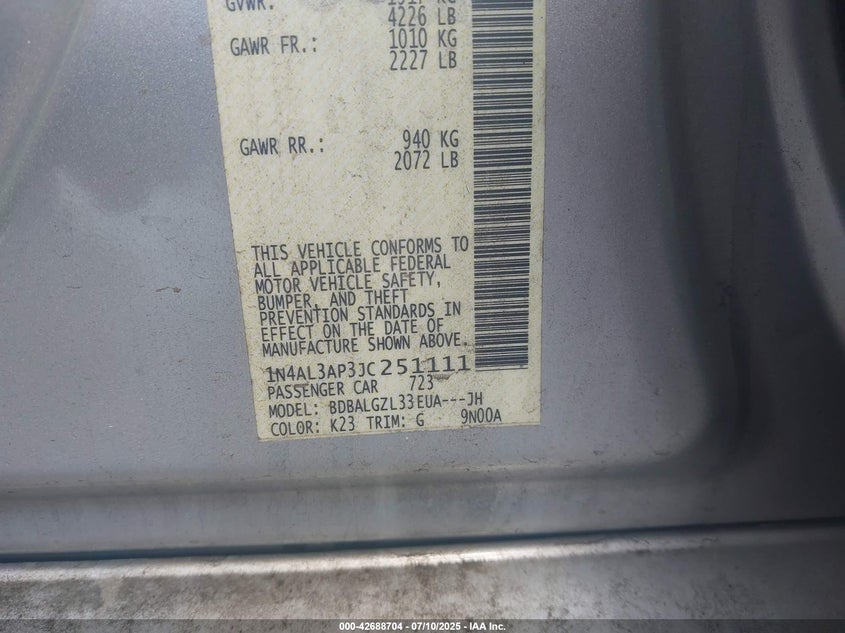 GVWR: 1917 KG
4226 LB
GAWR FR.: 1010 KG
2227 LB
GAWR RR.: 940 KG
2072 LB
THIS VEHICLE CONFORMS TO
ALL APPLICABLE FEDERAL
MOTOR VEHICLE SAFETY,
BUMPER, AND THEFT
PREVENTION STANDARDS IN
EFFECT ON THE DATE OF
MANUFACTURE SHOWN ABOVE.
1N4AL3AP3JC251111
PASSENGER CAR 723
MODEL: BDBALGZL33EUA---JH
COLOR: K23 TRIM: G 9N00A
000-42688704 / 07/10/2025 - IAA Inc.